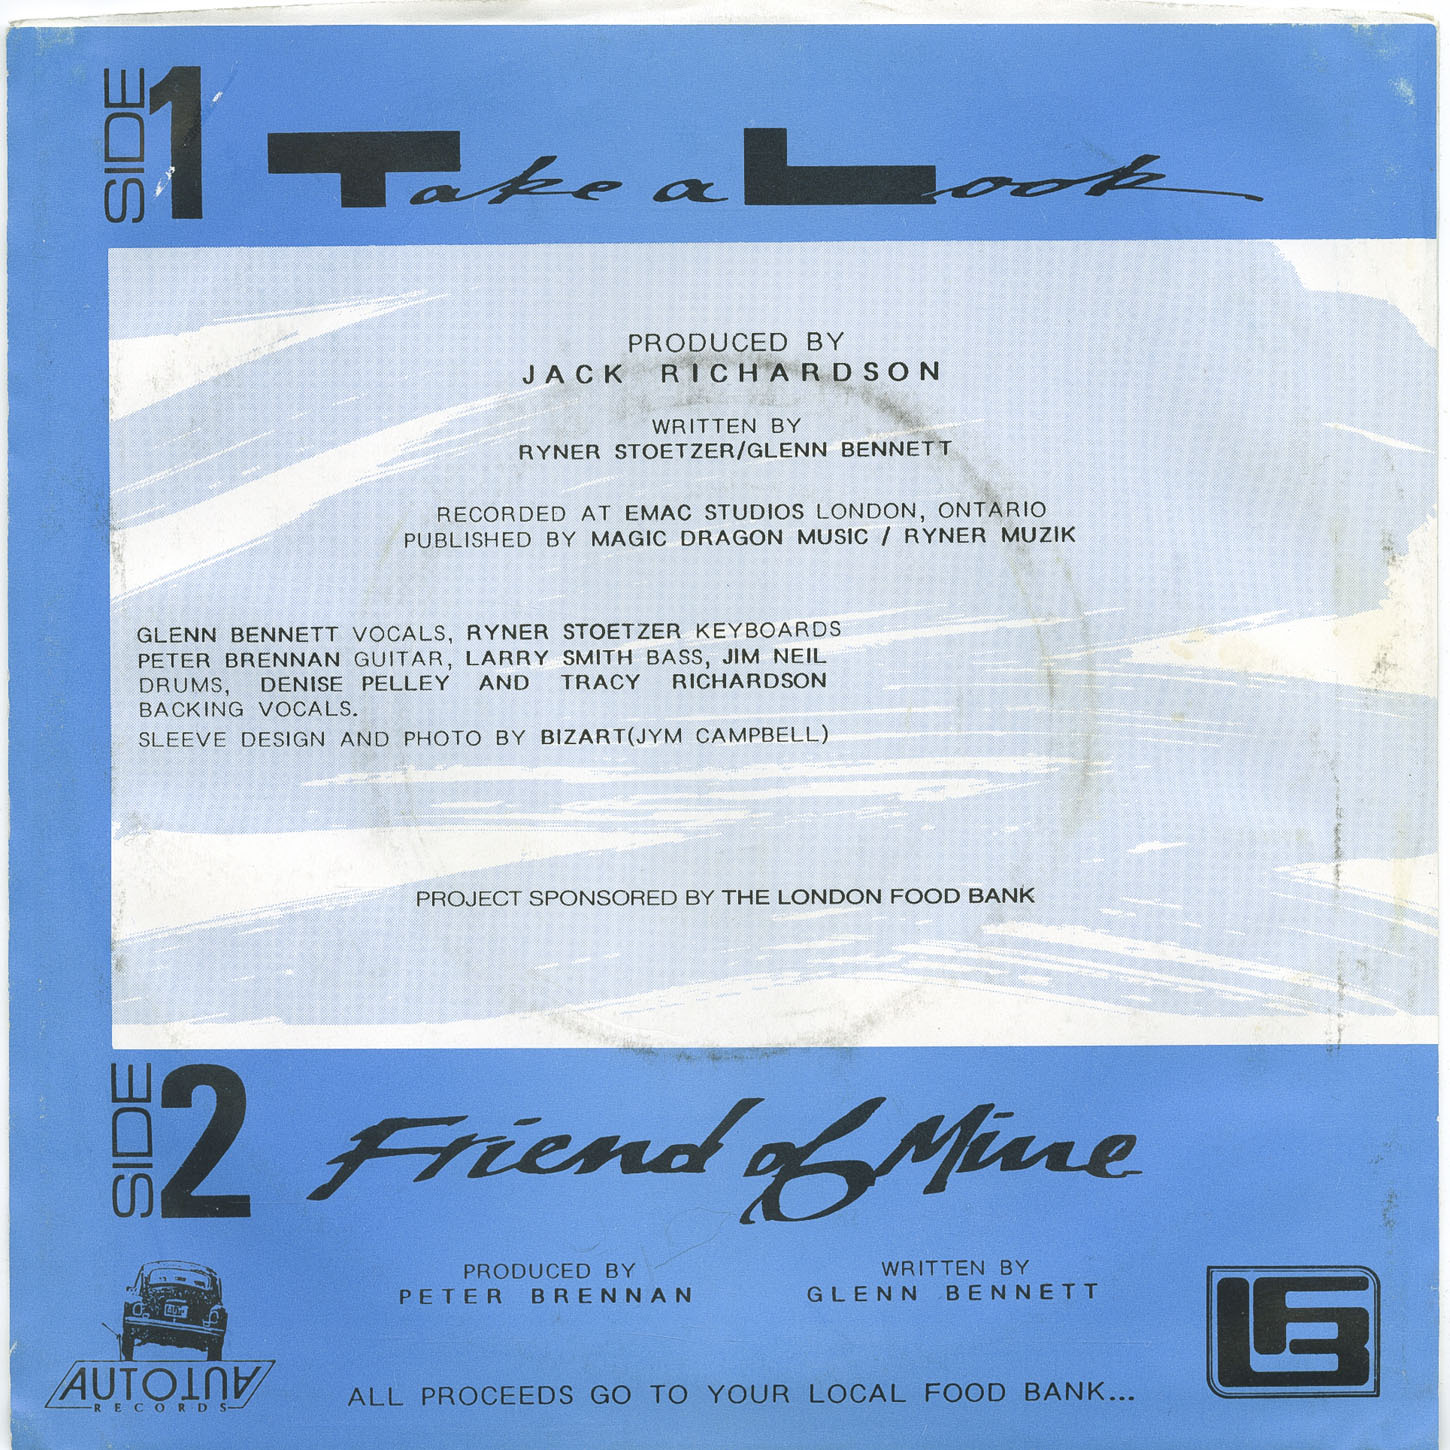 SIDE 1
Take a Look
PRODUCED BY
JACK RICHARDSON
WRITTEN BY
RYNER STOETZER/GLENN BENNETT
RECORDED AT EMAC STUDIOS LONDON, ONTARIO
PUBLISHED BY MAGIC DRAGON MUSIC / RYNER MUZIK
GLENN BENNETT VOCALS, RYNER STOETZER KEYBOARDS
PETER BRENNAN GUITAR, LARRY SMITH BASS, JIM NEIL
DRUMS, DENISE PELLEY AND TRACY RICHARDSON
BACKING VOCALS.
SLEEVE DESIGN AND PHOTO BY BIZART(JYM CAMPBELL)
PROJECT SPONSORED BY THE LONDON FOOD BANK
SIDE 2
Friend of Mine
PRODUCED BY
PETER BRENNAN
WRITTEN BY
GLENN BENNETT
AUTOTUA
RECORDS
ALL PROCEEDS GO TO YOUR LOCAL FOOD BANK...
LFB